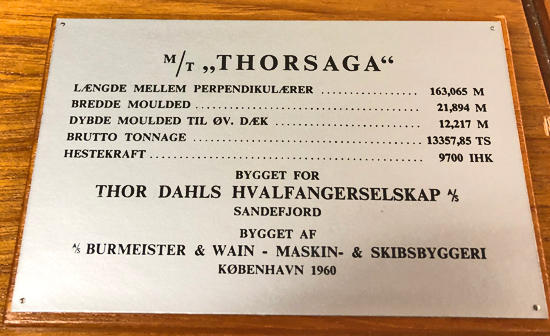 M/T „THORSAGA“
LÆNGDE MELLEM PERPENDIKULÆRER .................... 163,065 M
BREDDE MOULDED .................................................. 21,894 M
DYBDE MOULDED TIL ØV. DÆK ............................... 12,217 M
BRUTTO TONNAGE ................................................. 13357,85 TS
HESTEKRAFT .......................................................... 9700 IHK
BYGGET FOR
THOR DAHLS HVALFANGERSELSKAP A/S
SANDEFJORD
BYGGET AF
A/S BURMEISTER & WAIN - MASKIN- & SKIBSBYGGERI
KØBENHAVN 1960